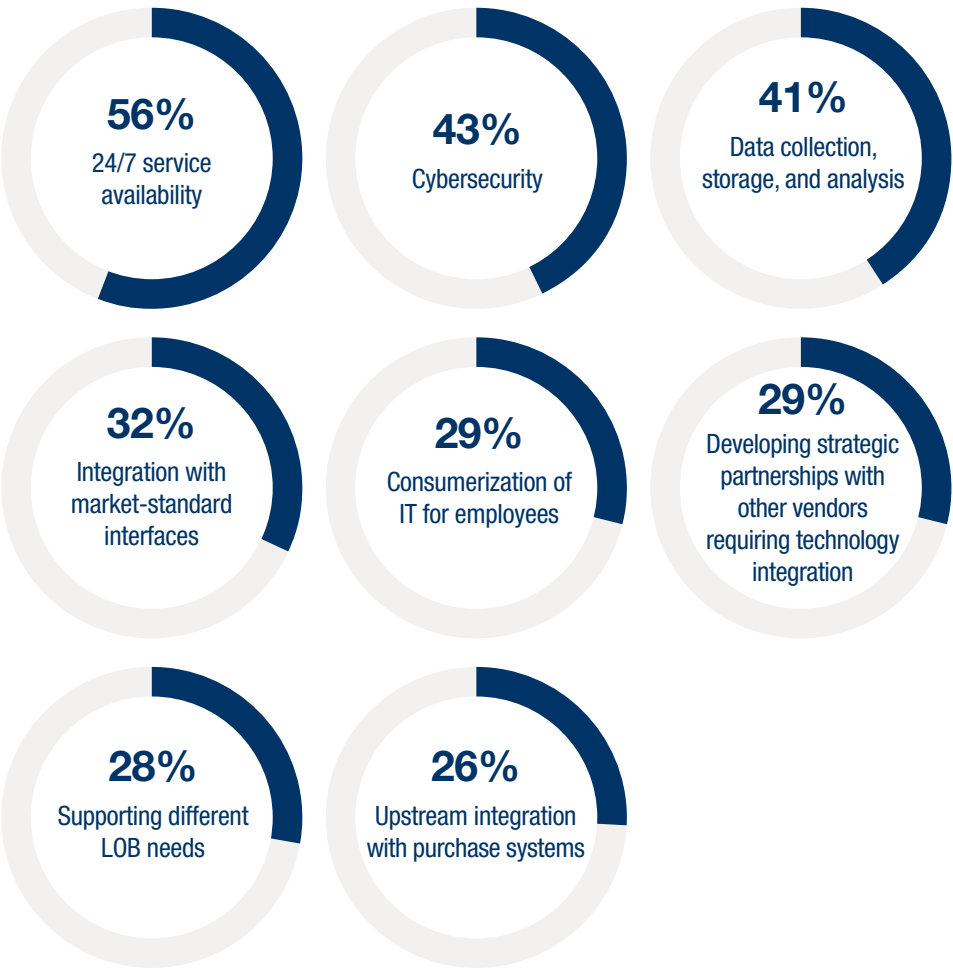 56%
24/7 service
availability
43%
Cybersecurity
41%
Data collection,
storage, and analysis
32%
Integration with
market-standard
interfaces
29%
Consumerization of
IT for employees
29%
Developing strategic
partnerships with
other vendors
requiring technology
integration
28%
Supporting different
LOB needs
26%
Upstream integration
with purchase systems